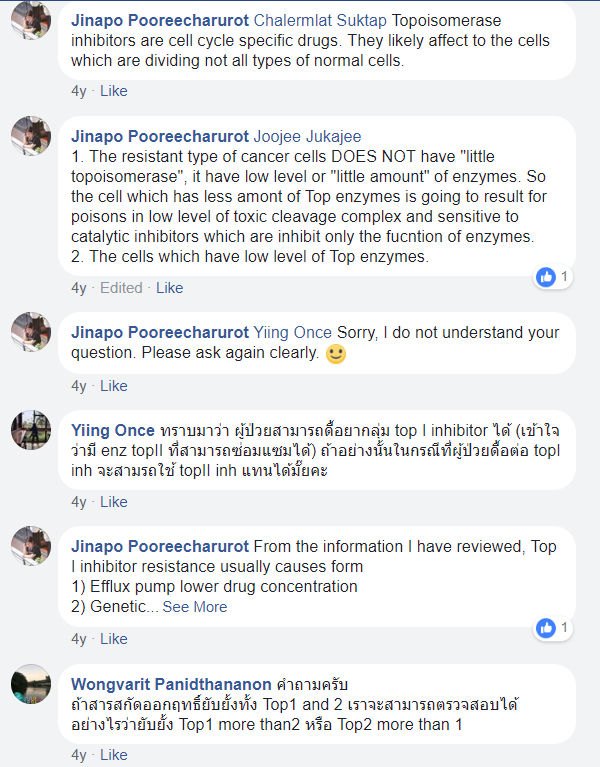 Jinapo Pooreecharurot Chalermlat Suktap Topoisomerase
inhibitors are cell cycle specific drugs. They likely affect to the cells
which are dividing not all types of normal cells.
4y · Like
Jinapo Pooreecharurot Joojee Jukajee
1. The resistant type of cancer cells DOES NOT have "little
topoisomerase", it have low level or "little amount" of enzymes. So
the cell which has less amont of Top enzymes is going to result for
poisons in low level of toxic cleavage complex and sensitive to
catalytic inhibitors which are inhibit only the fucntion of enzymes.
2. The cells which have low level of Top enzymes.
1
4y · Edited · Like
Jinapo Pooreecharurot Yiing Once Sorry, I do not understand your
question. Please ask again clearly. 🙂
4y · Like
Yiing Once ทราบมาว่า ผู้ป่วยสามารถดื้อยากลุ่ม top I inhibitor ได้ (เข้าใจ
ว่ามี enz topII ที่สามารถซ่อมแซมได้) ถ้าอย่างนั้นในกรณีที่ผู้ป่วยดื้อต่อ topI
inh จะสามรถใช้ topII inh แทนได้มั๊ยคะ
4y · Like
Jinapo Pooreecharurot From the information I have reviewed, Top
I inhibitor resistance usually causes form
1) Efflux pump lower drug concentration
2) Genetic... See More
1
4y · Like
Wongvarit Panidthananon คำถามครับ
ถ้าสารสกัดออกฤทธิ์ยับยั้งทั้ง Top1 and 2 เราจะสามารถตรวจสอบได้
อย่างไรว่ายับยั้ง Top1 more than2 หรือ Top2 more than 1
4y · Like